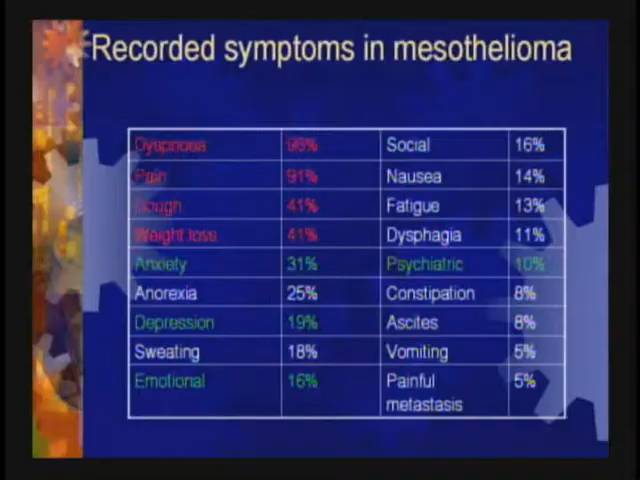 Recorded symptoms in mesothelioma
Dyspnoea 96% Social 16%
Pain 91% Nausea 14%
Cough 41% Fatigue 13%
Weight loss 41% Dysphagia 11%
Anxiety 31% Psychiatric 10%
Anorexia 25% Constipation 8%
Depression 19% Ascites 8%
Sweating 18% Vomiting 5%
Emotional 16% Painful 5%
metastasis